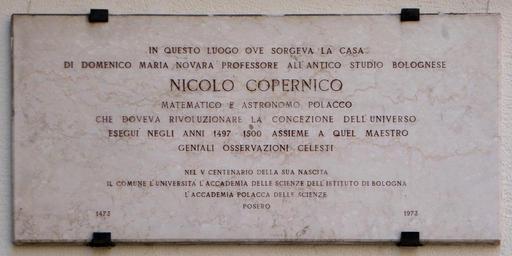 IN QUESTO LUOGO OVE SORGEVA LA CASA
DI DOMENICO MARIA NOVARA PROFESSORE ALL'ANTICO STUDIO BOLOGNESE
NICOLO COPERNICO
MATEMATICO E ASTRONOMO POLACCO
CHE DOVEVA RIVOLUZIONARE LA CONCEZIONE DELL'UNIVERSO
ESEGUI NEGLI ANNI 1497 1500 ASSIEME A QUEL MAESTRO
GENIALI OSSERVAZIONI CELESTI
NEL V CENTENARIO DELLA SUA NASCITA
IL COMUNE L'UNIVERSITÀ L'ACCADEMIA DELLE SCIENZE DELL'ISTITUTO DI BOLOGNA
L'ACCADEMIA POLACCA DELLE SCIENZE
POSERO
1473 1973